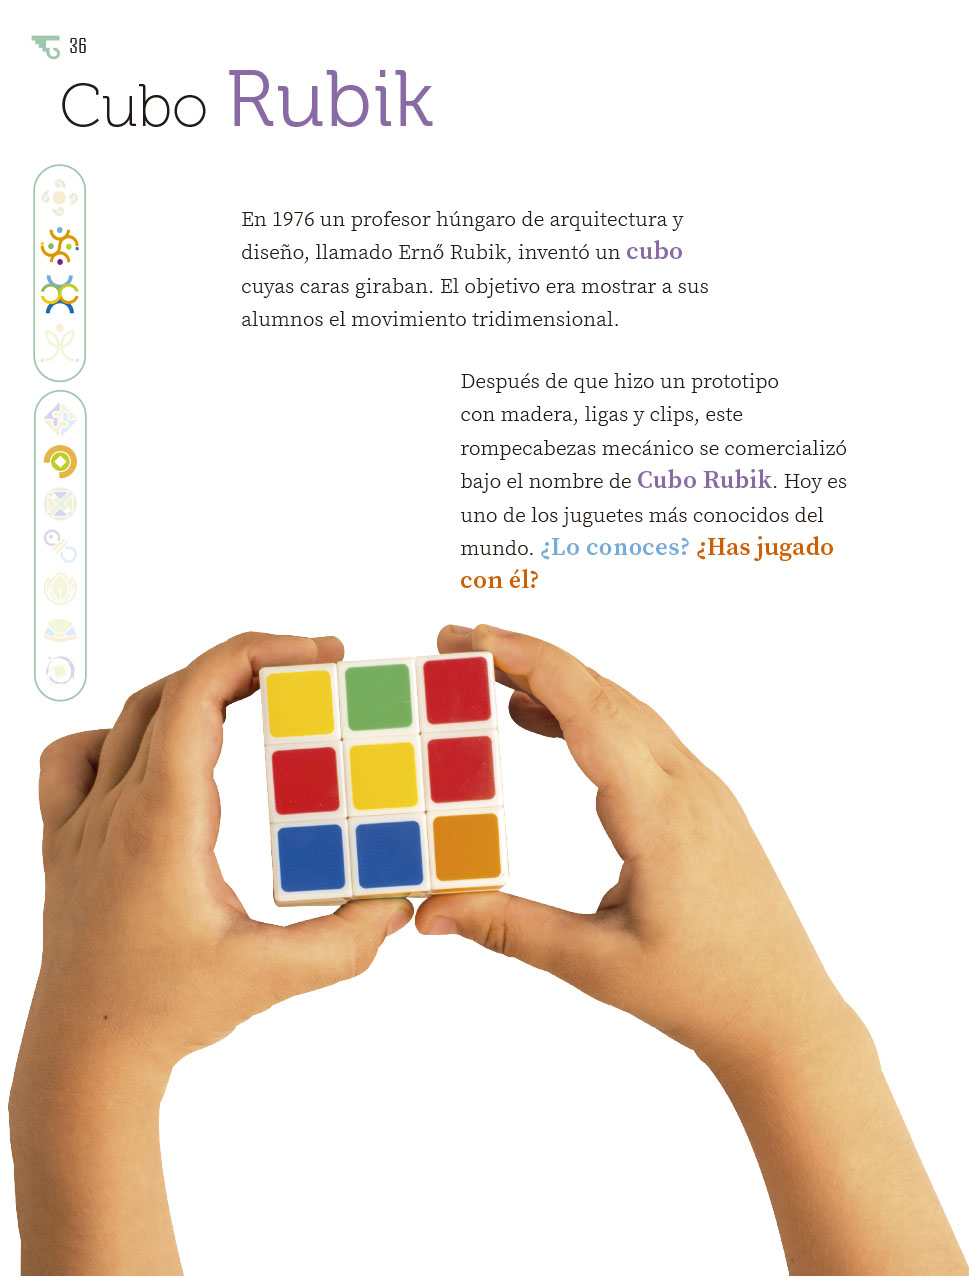 36
Cubo Rubik
En 1976 un profesor húngaro de arquitectura y
diseño, llamado Ernő Rubik, inventó un cubo
cuyas caras giraban. El objetivo era mostrar a sus
alumnos el movimiento tridimensional.
Después de que hizo un prototipo
con madera, ligas y clips, este
rompecabezas mecánico se comercializó
bajo el nombre de Cubo Rubik. Hoy es
uno de los juguetes más conocidos del
mundo. ¿Lo conoces? ¿Has jugado
con él?